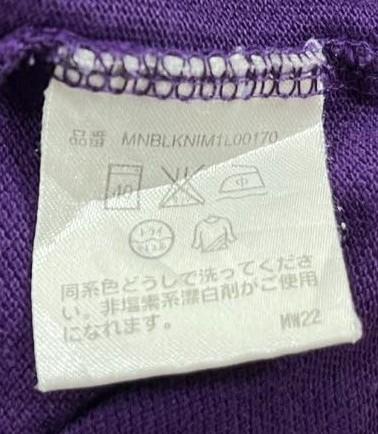 品番 MNBLKNIM1L00170
40
中
ドライ
同系色どうしで洗ってくださ
い。非塩素系漂白剤がご使用
になれます。
MW22